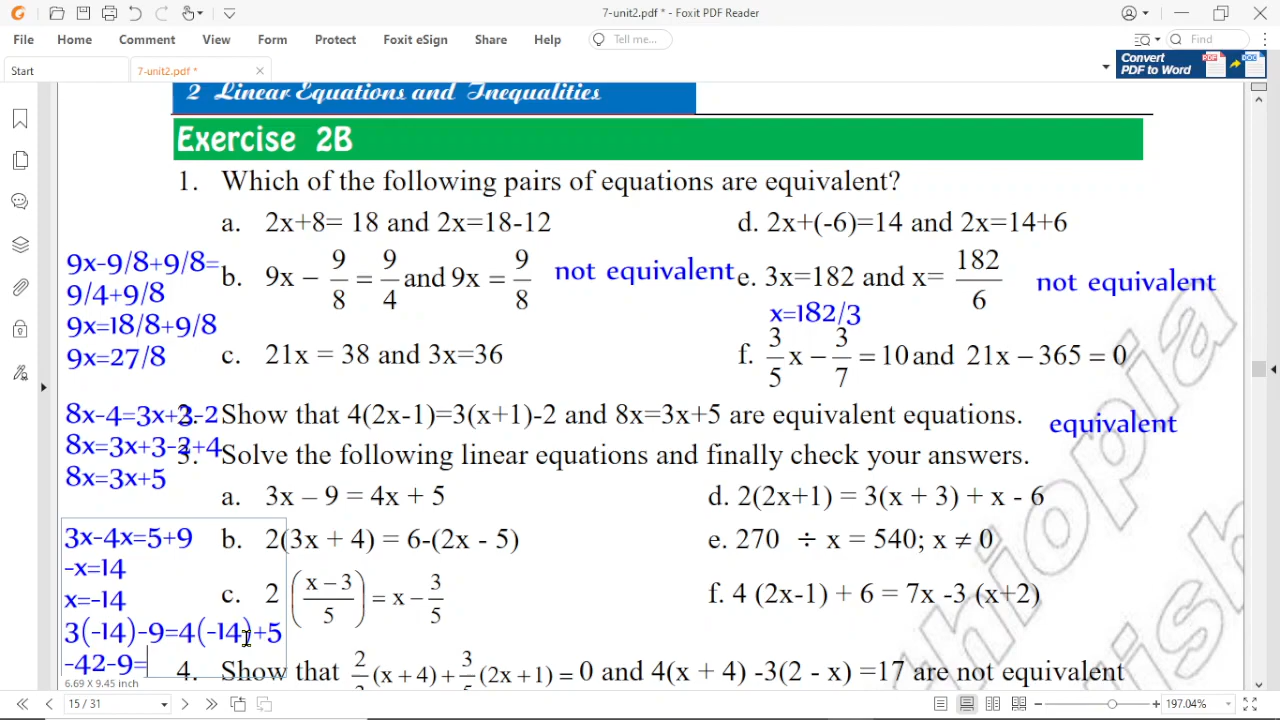 7-unit2.pdf * - Foxit PDF Reader
File Home Comment View Form Protect Foxit eSign Share Help Tell me... Find
Start 7-unit2.pdf *
Convert PDF to Word
2 Linear Equations and Inequalities
Exercise 2B
1. Which of the following pairs of equations are equivalent?
a. 2x+8= 18 and 2x=18-12 d. 2x+(-6)=14 and 2x=14+6
9x-9/8+9/8=
9/4+9/8
9x=18/8+9/8
9x=27/8
b. 9x − 9/8 = 9/4 and 9x = 9/8 not equivalent e. 3x=182 and x= 182/6 not equivalent
x=182/3
c. 21x = 38 and 3x=36 f. 3/5 x − 3/7 = 10 and 21x − 365 = 0
8x-4=3x+3-2
8x=3x+3-2+4
8x=3x+5
2. Show that 4(2x-1)=3(x+1)-2 and 8x=3x+5 are equivalent equations. equivalent
3. Solve the following linear equations and finally check your answers.
a. 3x – 9 = 4x + 5 d. 2(2x+1) = 3(x + 3) + x - 6
3x-4x=5+9
-x=14
x=-14
3(-14)-9=4(-14)+5
-42-9=
b. 2(3x + 4) = 6-(2x - 5) e. 270 ÷ x = 540; x ≠ 0
c. 2 (x − 3 / 5) = x − 3/5 f. 4 (2x-1) + 6 = 7x -3 (x+2)
4. Show that 2/3 (x + 4) + 3/5 (2x + 1) = 0 and 4(x + 4) -3(2 - x) =17 are not equivalent
6.69 X 9.45 inch
15 / 31 197.04%